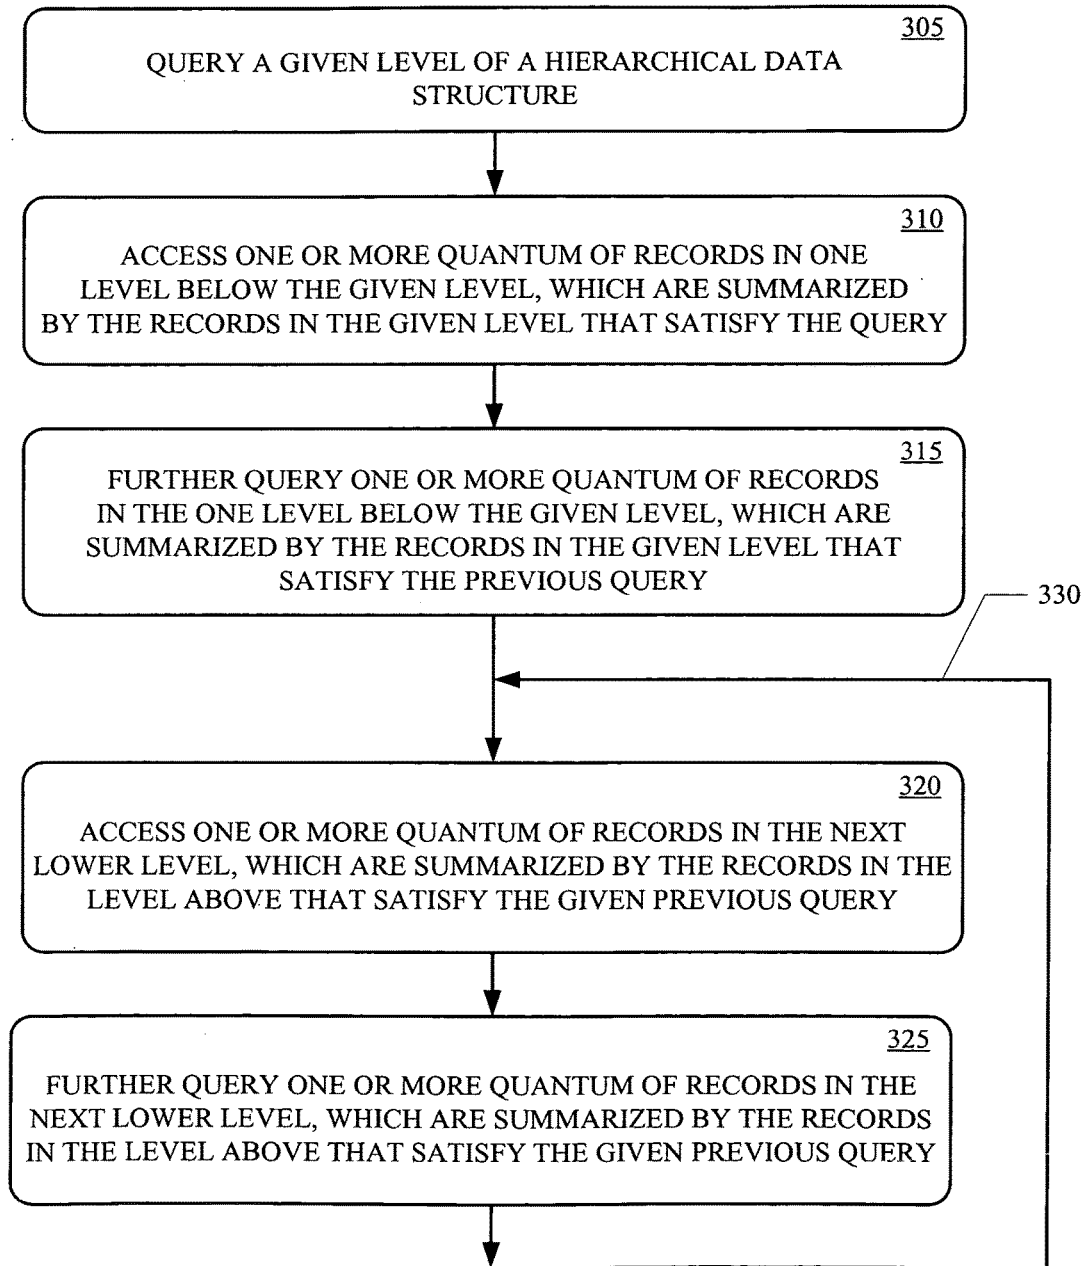 305
QUERY A GIVEN LEVEL OF A HIERARCHICAL DATA
STRUCTURE
310
ACCESS ONE OR MORE QUANTUM OF RECORDS IN ONE
LEVEL BELOW THE GIVEN LEVEL, WHICH ARE SUMMARIZED
BY THE RECORDS IN THE GIVEN LEVEL THAT SATISFY THE QUERY
315
FURTHER QUERY ONE OR MORE QUANTUM OF RECORDS
IN THE ONE LEVEL BELOW THE GIVEN LEVEL, WHICH ARE
SUMMARIZED BY THE RECORDS IN THE GIVEN LEVEL THAT
SATISFY THE PREVIOUS QUERY
330
320
ACCESS ONE OR MORE QUANTUM OF RECORDS IN THE NEXT
LOWER LEVEL, WHICH ARE SUMMARIZED BY THE RECORDS IN THE
LEVEL ABOVE THAT SATISFY THE GIVEN PREVIOUS QUERY
325
FURTHER QUERY ONE OR MORE QUANTUM OF RECORDS IN THE
NEXT LOWER LEVEL, WHICH ARE SUMMARIZED BY THE RECORDS
IN THE LEVEL ABOVE THAT SATISFY THE GIVEN PREVIOUS QUERY